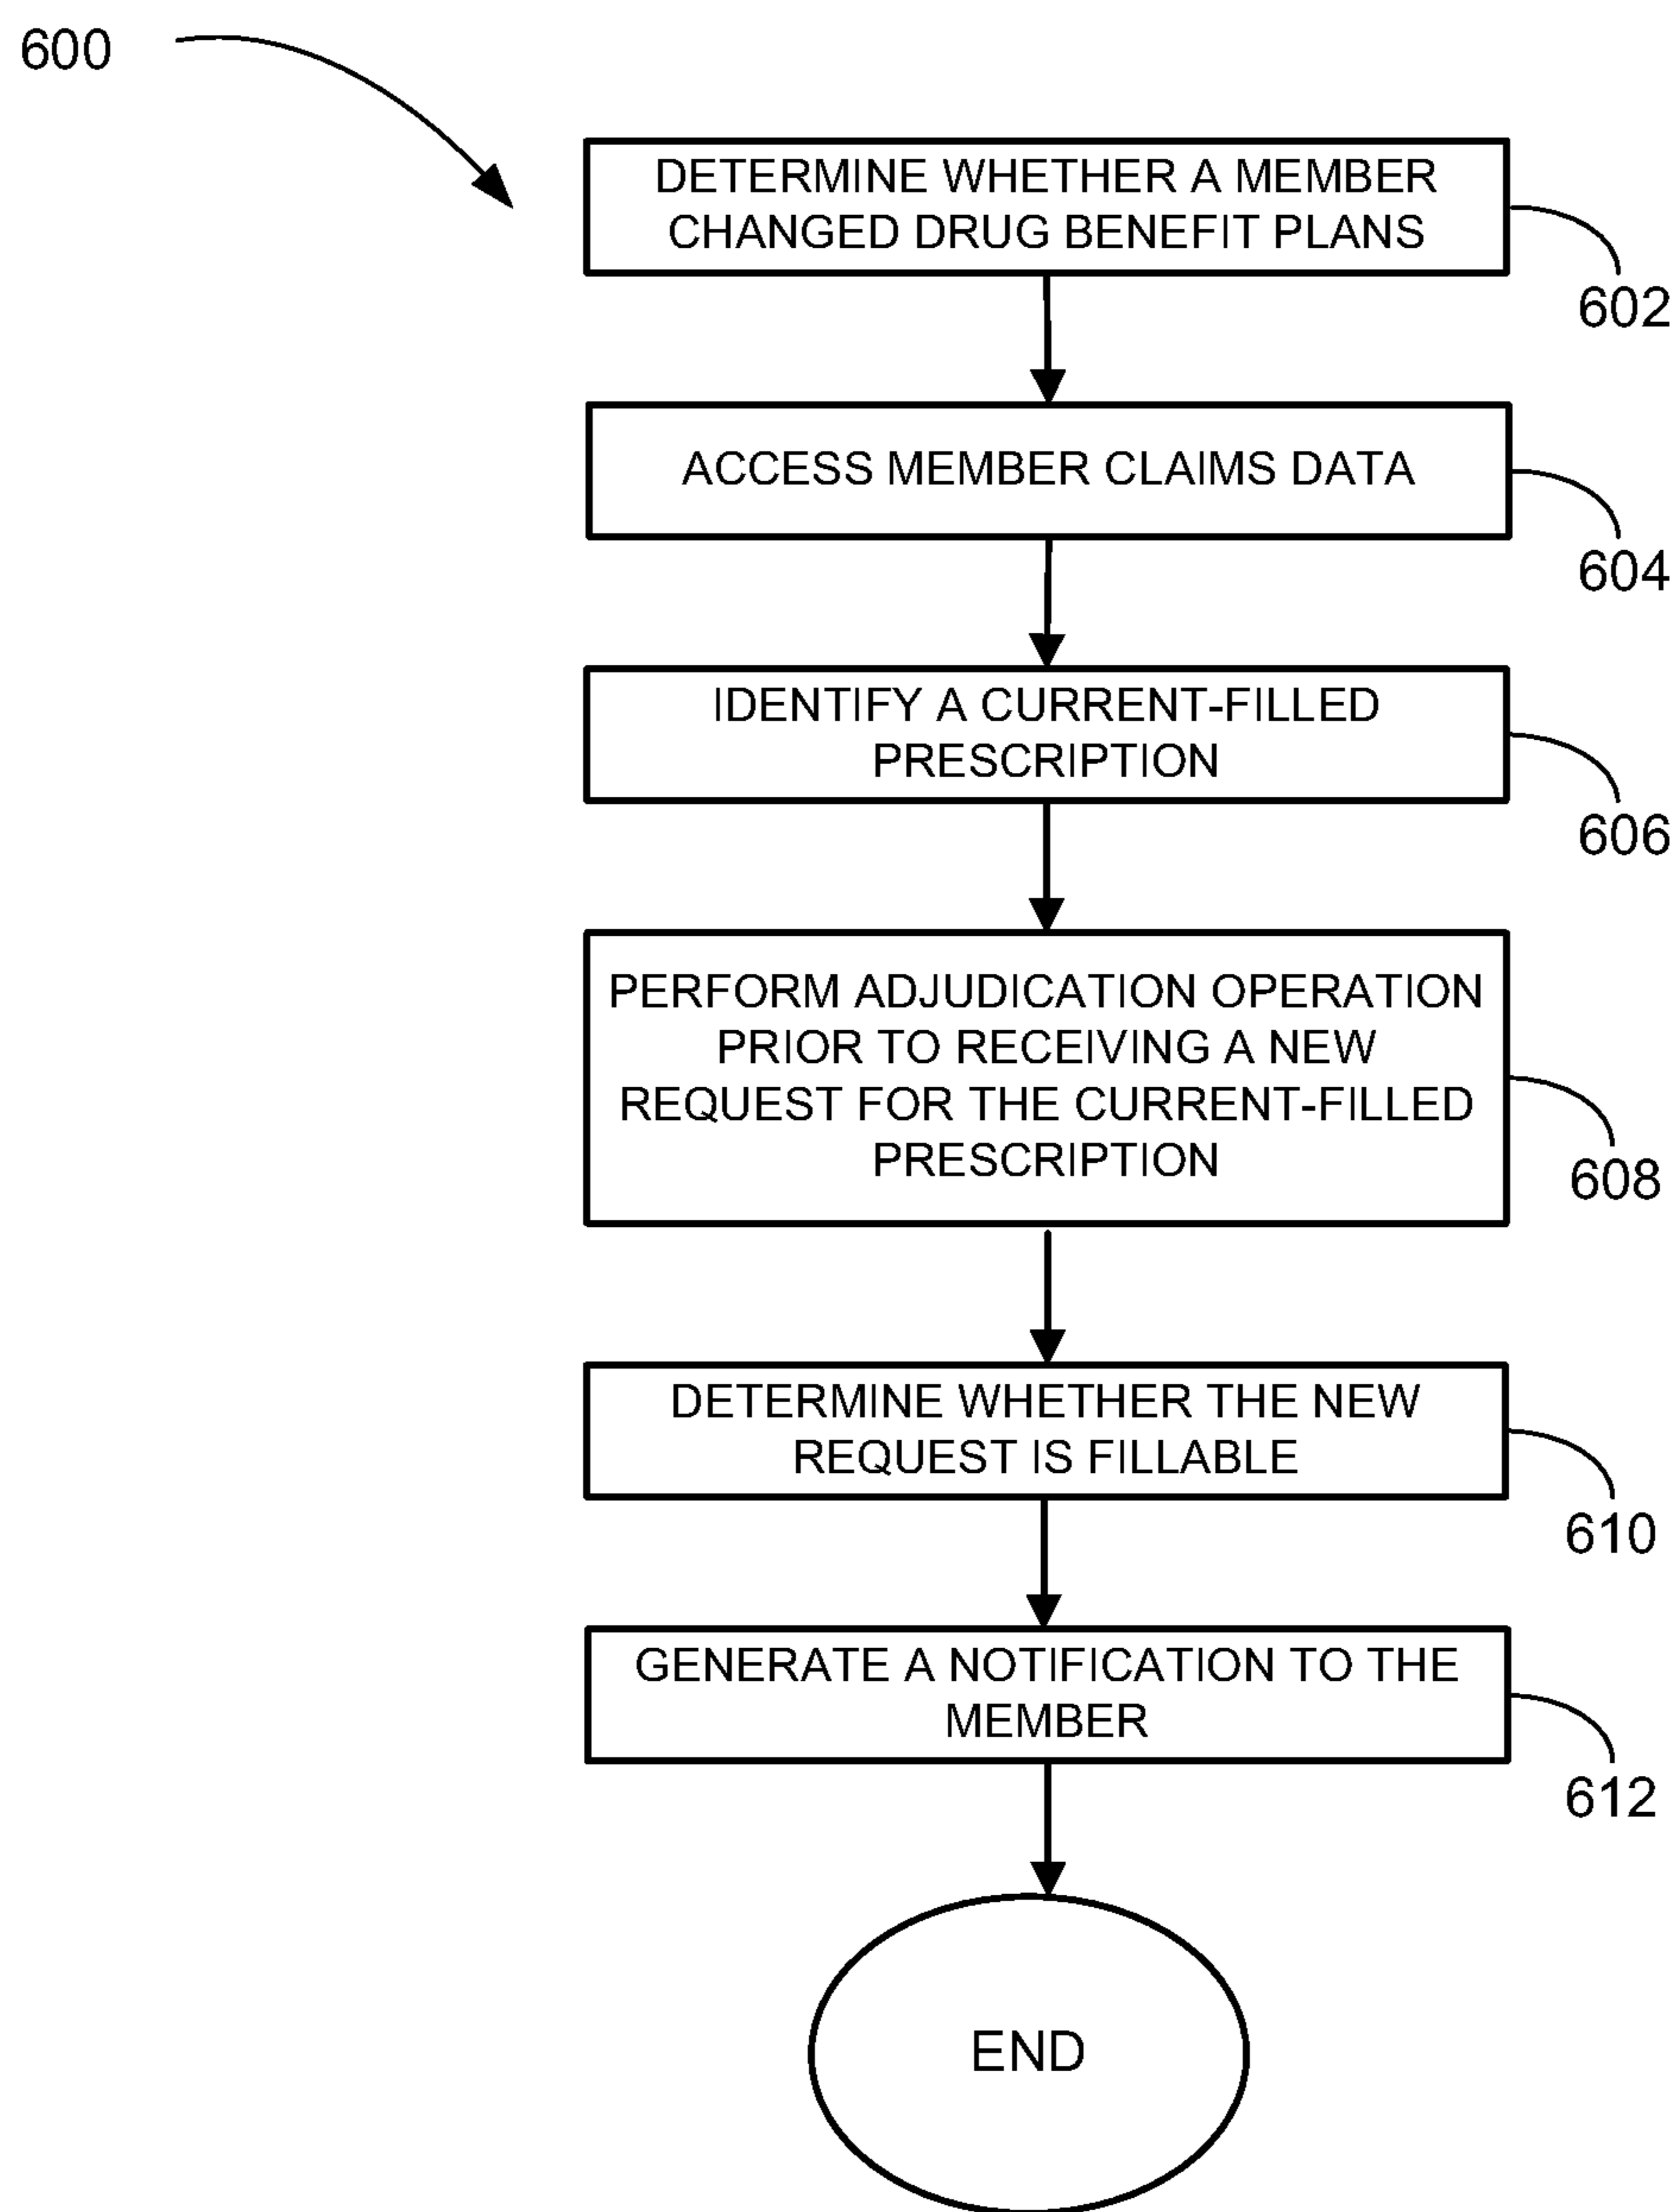 600
DETERMINE WHETHER A MEMBER
CHANGED DRUG BENEFIT PLANS
602
ACCESS MEMBER CLAIMS DATA
604
IDENTIFY A CURRENT-FILLED
PRESCRIPTION
606
PERFORM ADJUDICATION OPERATION
PRIOR TO RECEIVING A NEW
REQUEST FOR THE CURRENT-FILLED
PRESCRIPTION
608
DETERMINE WHETHER THE NEW
REQUEST IS FILLABLE
610
GENERATE A NOTIFICATION TO THE
MEMBER
612
END